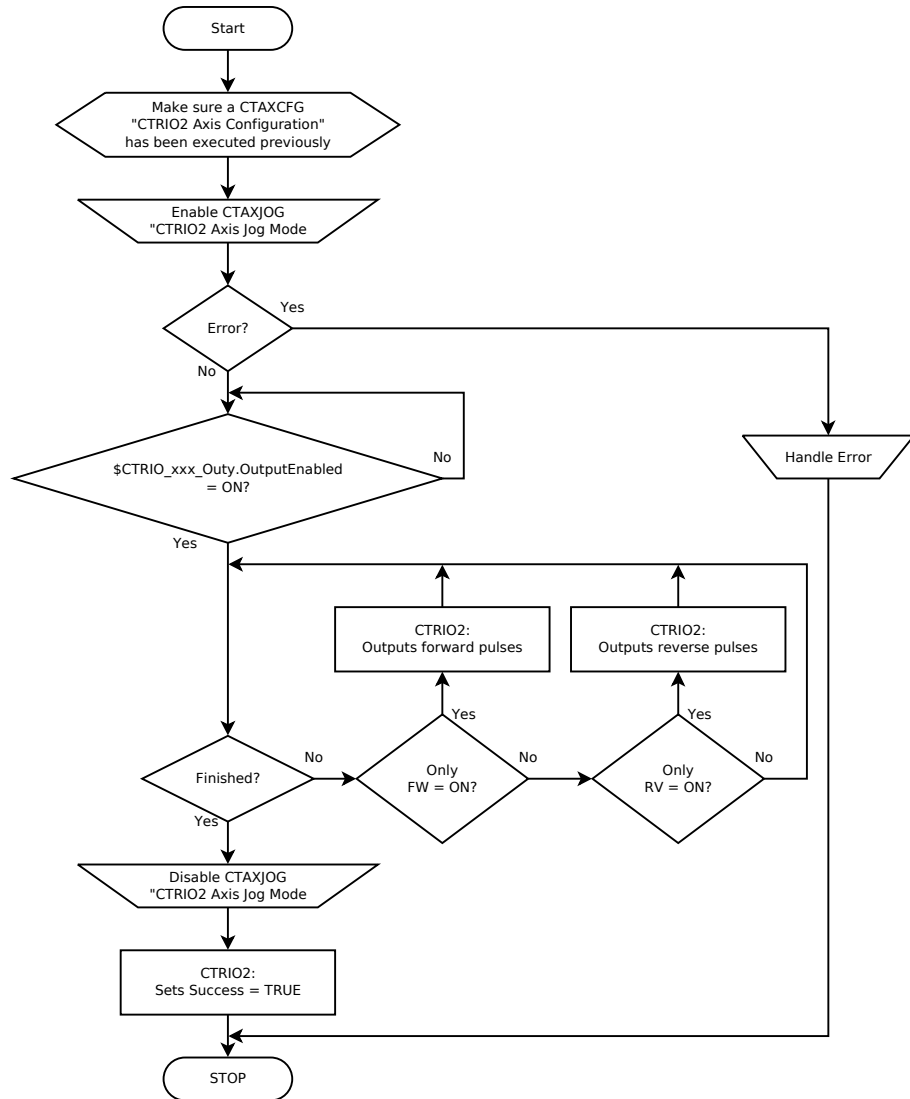 Start
Make sure a CTAXCFG
"CTRIO2 Axis Configuration"
has been executed previously
Enable CTAXJOG
"CTRIO2 Axis Jog Mode
Yes
Error?
No
No
$CTRIO_xxx_Outy.OutputEnabled
= ON?
Handle Error
Yes
CTRIO2:
Outputs forward pulses
CTRIO2:
Outputs reverse pulses
Yes
Yes
Finished?
No
Only
FW = ON?
No
Only
RV = ON?
No
Yes
Disable CTAXJOG
"CTRIO2 Axis Jog Mode
CTRIO2:
Sets Success = TRUE
STOP